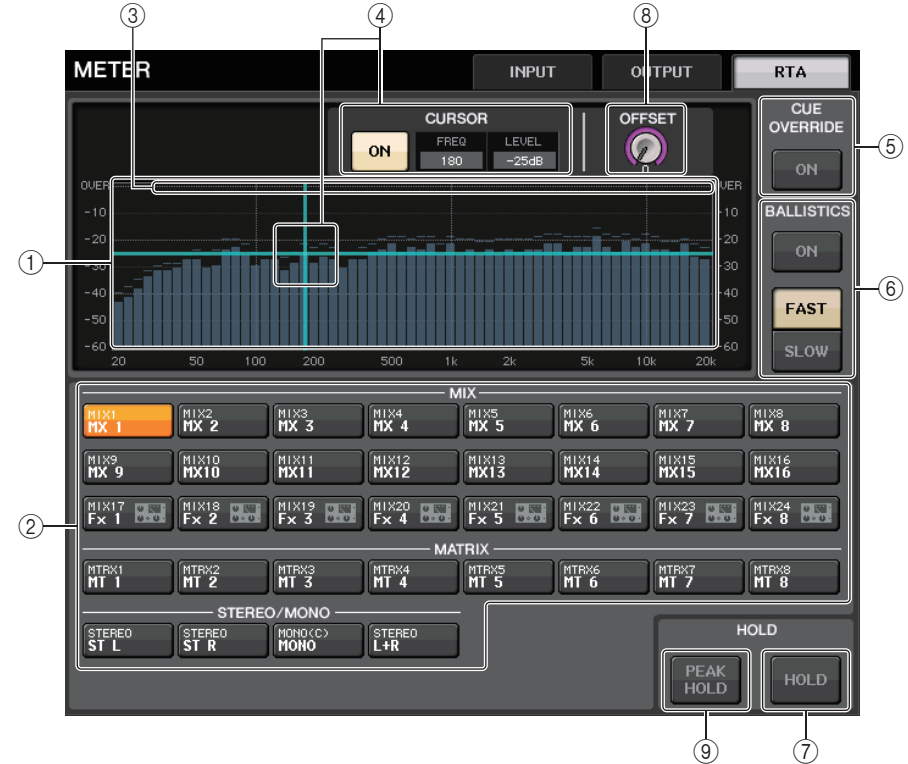 ③ ④ ⑧
METER INPUT OUTPUT RTA
CURSOR OFFSET CUE
OVERRIDE
ON FREQ LEVEL
180 -25dB 0 ON ⑤
OVER VER
-10 -10 BALLISTICS
-20 -20 ON
① -30 -30
-40 -40 FAST ⑥
-50 -50
-60 -60 SLOW
20 50 100 200 500 1k 2k 5k 10k 20k
MIX
MIX1 MIX2 MIX3 MIX4 MIX5 MIX6 MIX7 MIX8
MX 1 MX 2 MX 3 MX 4 MX 5 MX 6 MX 7 MX 8
MIX9 MIX10 MIX11 MIX12 MIX13 MIX14 MIX15 MIX16
MX 9 MX10 MX11 MX12 MX13 MX14 MX15 MX16
MIX17 MIX18 MIX19 MIX20 MIX21 MIX22 MIX23 MIX24
② Fx 1 Fx 2 Fx 3 Fx 4 Fx 5 Fx 6 Fx 7 Fx 8
MATRIX
MTRX1 MTRX2 MTRX3 MTRX4 MTRX5 MTRX6 MTRX7 MTRX8
MT 1 MT 2 MT 3 MT 4 MT 5 MT 6 MT 7 MT 8
STEREO/MONO
STEREO STEREO MONO(C) STEREO
ST L ST R MONO L+R
HOLD
PEAK
HOLD HOLD
⑨ ⑦